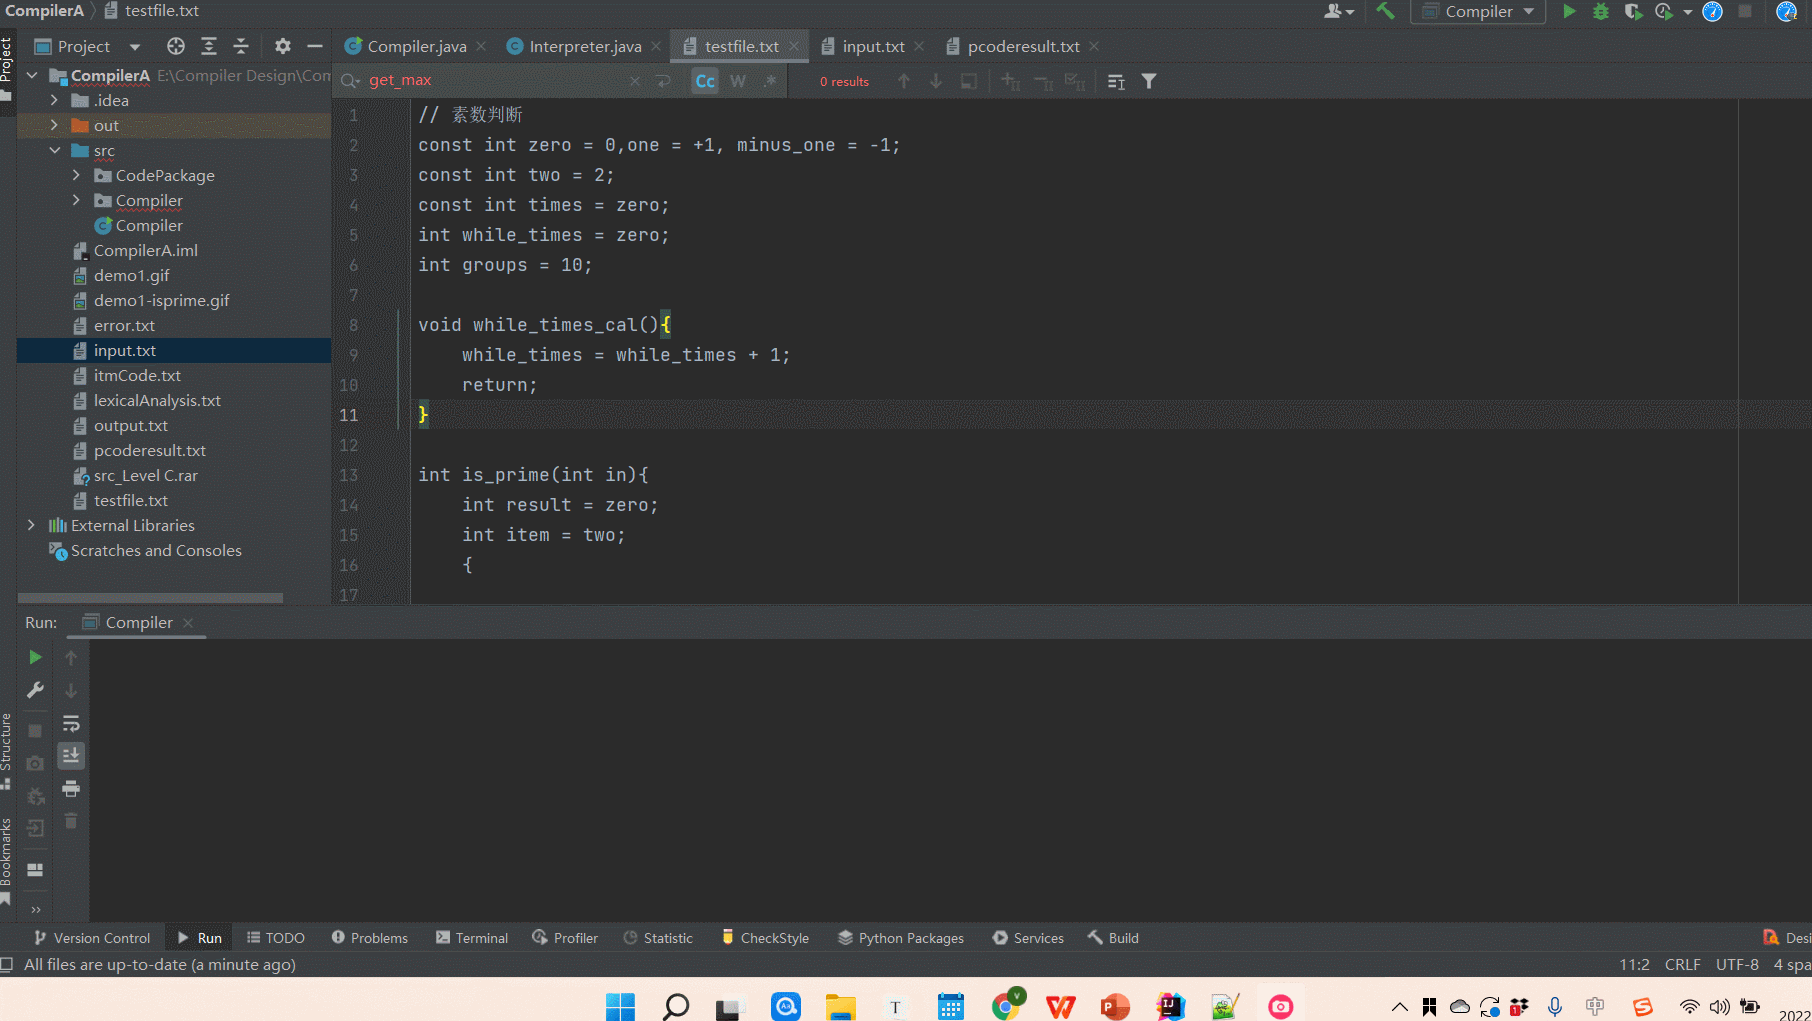 CompilerA testfile.txt
Compiler
Project
Project
Compiler.java
Interpreter.java
testfile.txt
input.txt
pcoderesult.txt
get_max
Cc
W
.*
0 results
CompilerA E:\Compiler Design\Com
.idea
out
src
CodePackage
Compiler
Compiler
CompilerA.iml
demo1.gif
demo1-isprime.gif
error.txt
input.txt
itmCode.txt
lexicalAnalysis.txt
output.txt
pcoderesult.txt
src_Level C.rar
testfile.txt
External Libraries
Scratches and Consoles
1 // 素数判断
2 const int zero = 0,one = +1, minus_one = -1;
3 const int two = 2;
4 const int times = zero;
5 int while_times = zero;
6 int groups = 10;
7
8 void while_times_cal(){
9 while_times = while_times + 1;
10 return;
11 }
12
13 int is_prime(int in){
14 int result = zero;
15 int item = two;
16 {
17
Run: Compiler
Structure
Bookmarks
Version Control
Run
TODO
Problems
Terminal
Profiler
Statistic
CheckStyle
Python Packages
Services
Build
Desi
All files are up-to-date (a minute ago)
11:2 CRLF UTF-8 4 spa
中
2022